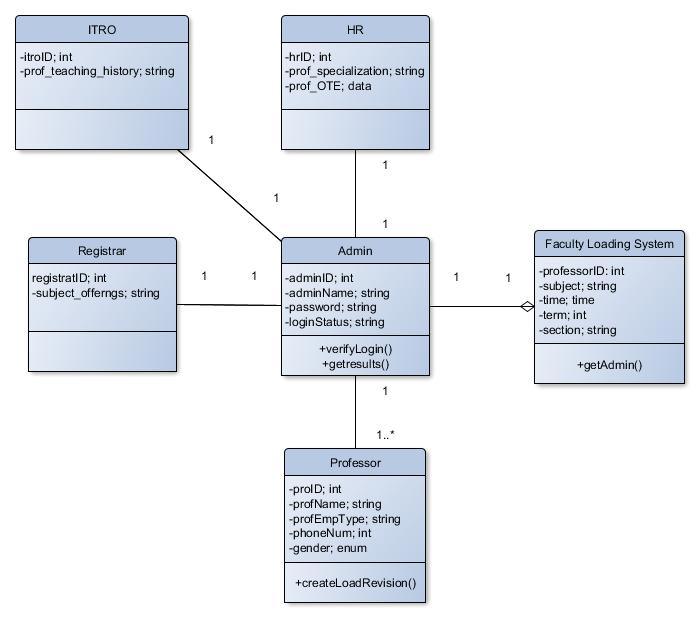 ITRO
-itroID; int
-prof_teaching_history; string
HR
-hrID; int
-prof_specialization; string
-prof_OTE; data
1
1
1
1
Registrar
registratID; int
-subject_offerngs; string
1
1
Admin
-adminID; int
-adminName; string
-password; string
-loginStatus; string
+verifyLogin()
+getresults()
1
1
Faculty Loading System
-professorID: int
-subject; string
-time; time
-term; int
-section; string
+getAdmin()
1
1..*
Professor
-proID; int
-profName; string
-profEmpType; string
-phoneNum; int
-gender; enum
+createLoadRevision()